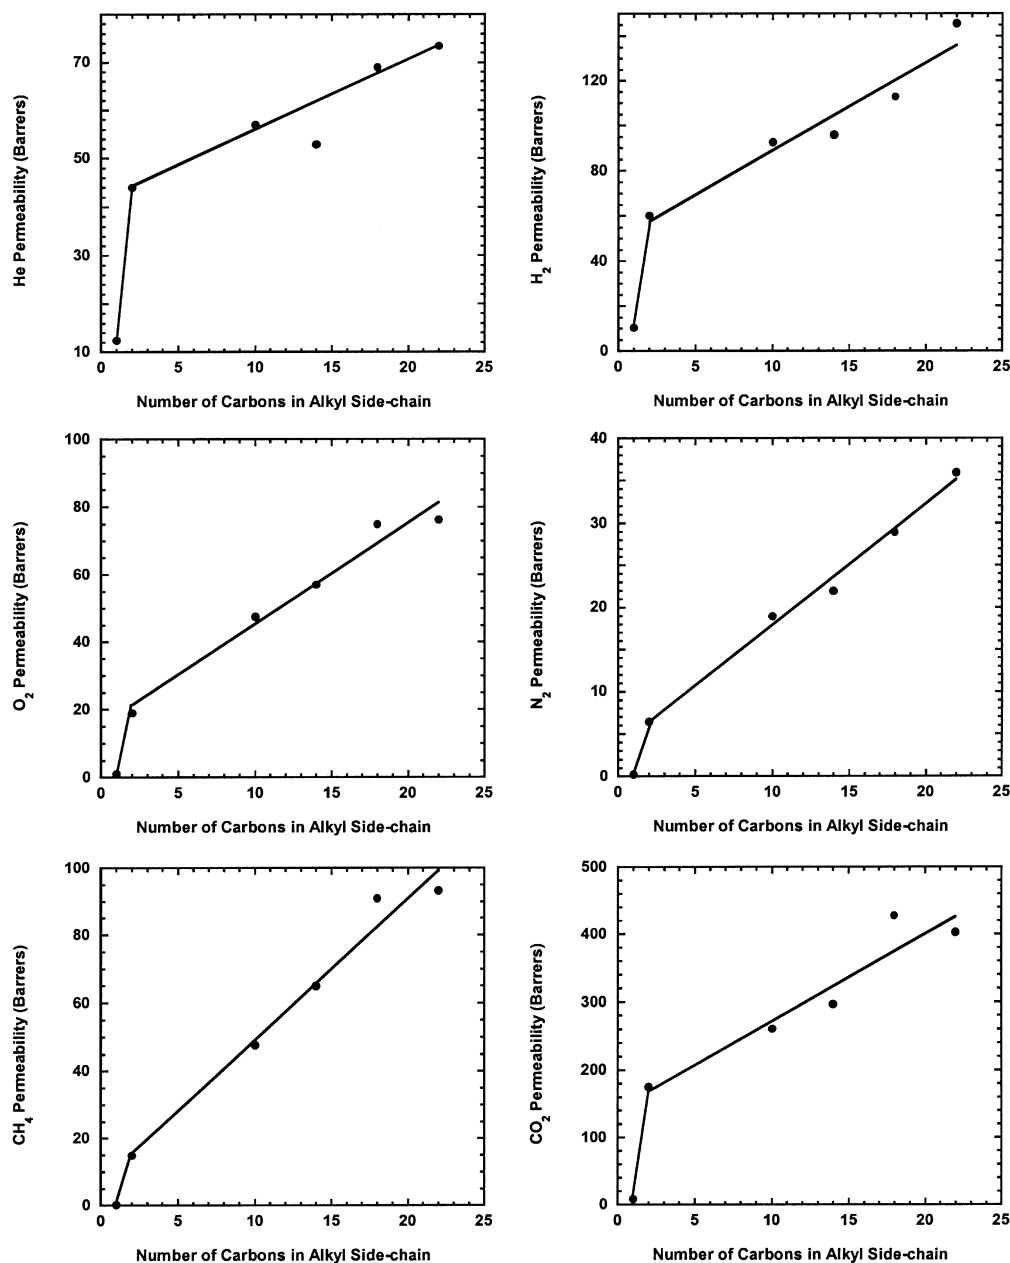 He Permeability (Barrers)
70
50
30
10
0 5 10 15 20 25
Number of Carbons in Alkyl Side-chain
H2 Permeability (Barrers)
120
80
40
0
0 5 10 15 20 25
Number of Carbons in Alkyl Side-chain
O2 Permeability (Barrers)
100
80
60
40
20
0
0 5 10 15 20 25
Number of Carbons in Alkyl Side-chain
N2 Permeability (Barrers)
40
30
20
10
0
0 5 10 15 20 25
Number of Carbons in Alkyl Side-chain
CH4 Permeability (Barrers)
100
80
60
40
20
0
0 5 10 15 20 25
Number of Carbons in Alkyl Side-chain
CO2 Permeability (Barrers)
500
400
300
200
100
0
0 5 10 15 20 25
Number of Carbons in Alkyl Side-chain